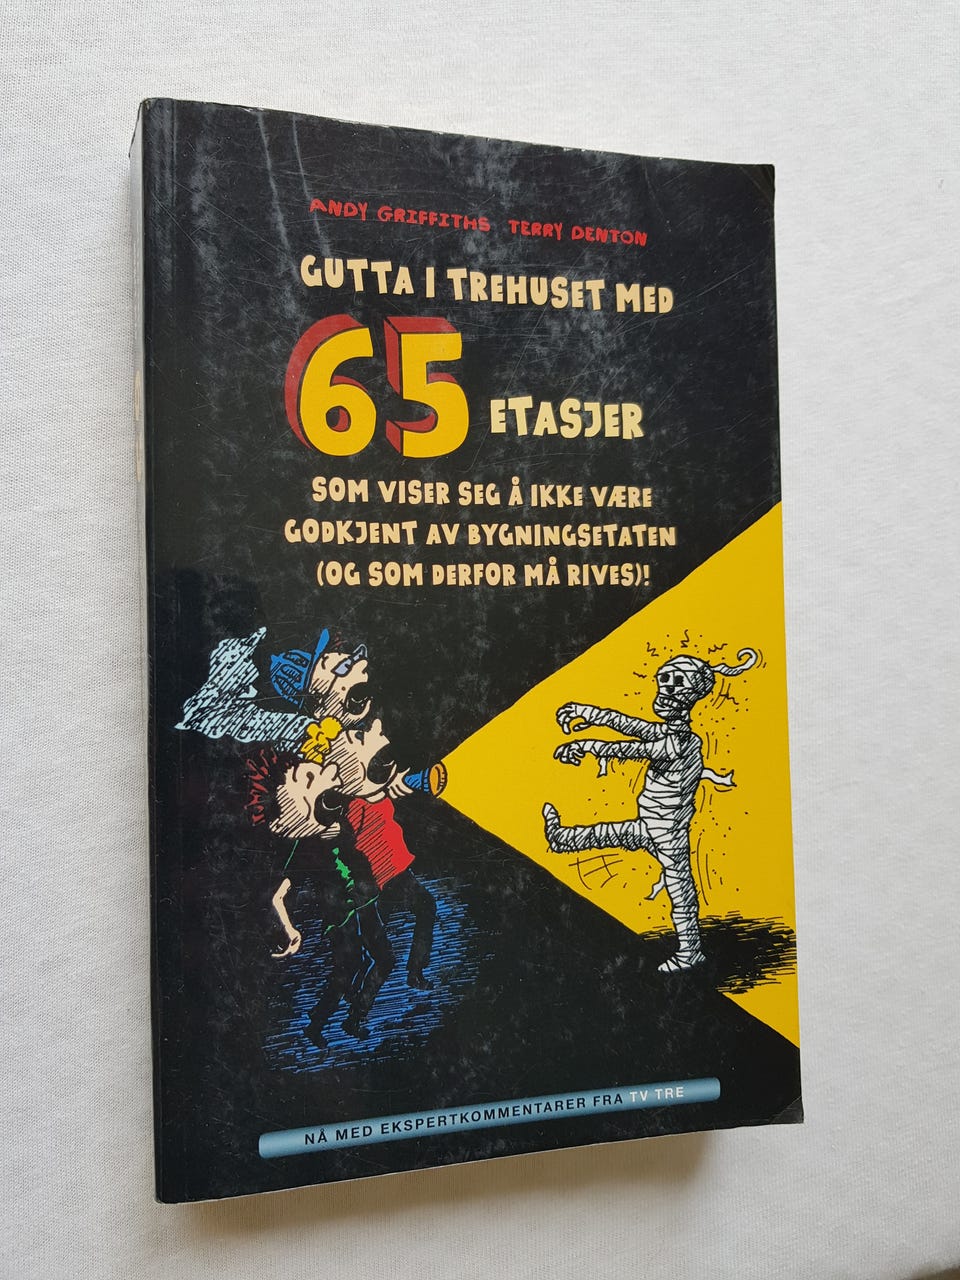 ANDY GRIFFITHS TERRY DENTON
GUTTA I TREHUSET MED
65 ETASJER
SOM VISER SEG Å IKKE VÆRE
GODKJENT AV BYGNINGSETATEN
(OG SOM DERFOR MÅ RIVES)!
NÅ MED EKSPERTKOMMENTARER FRA TV TRE